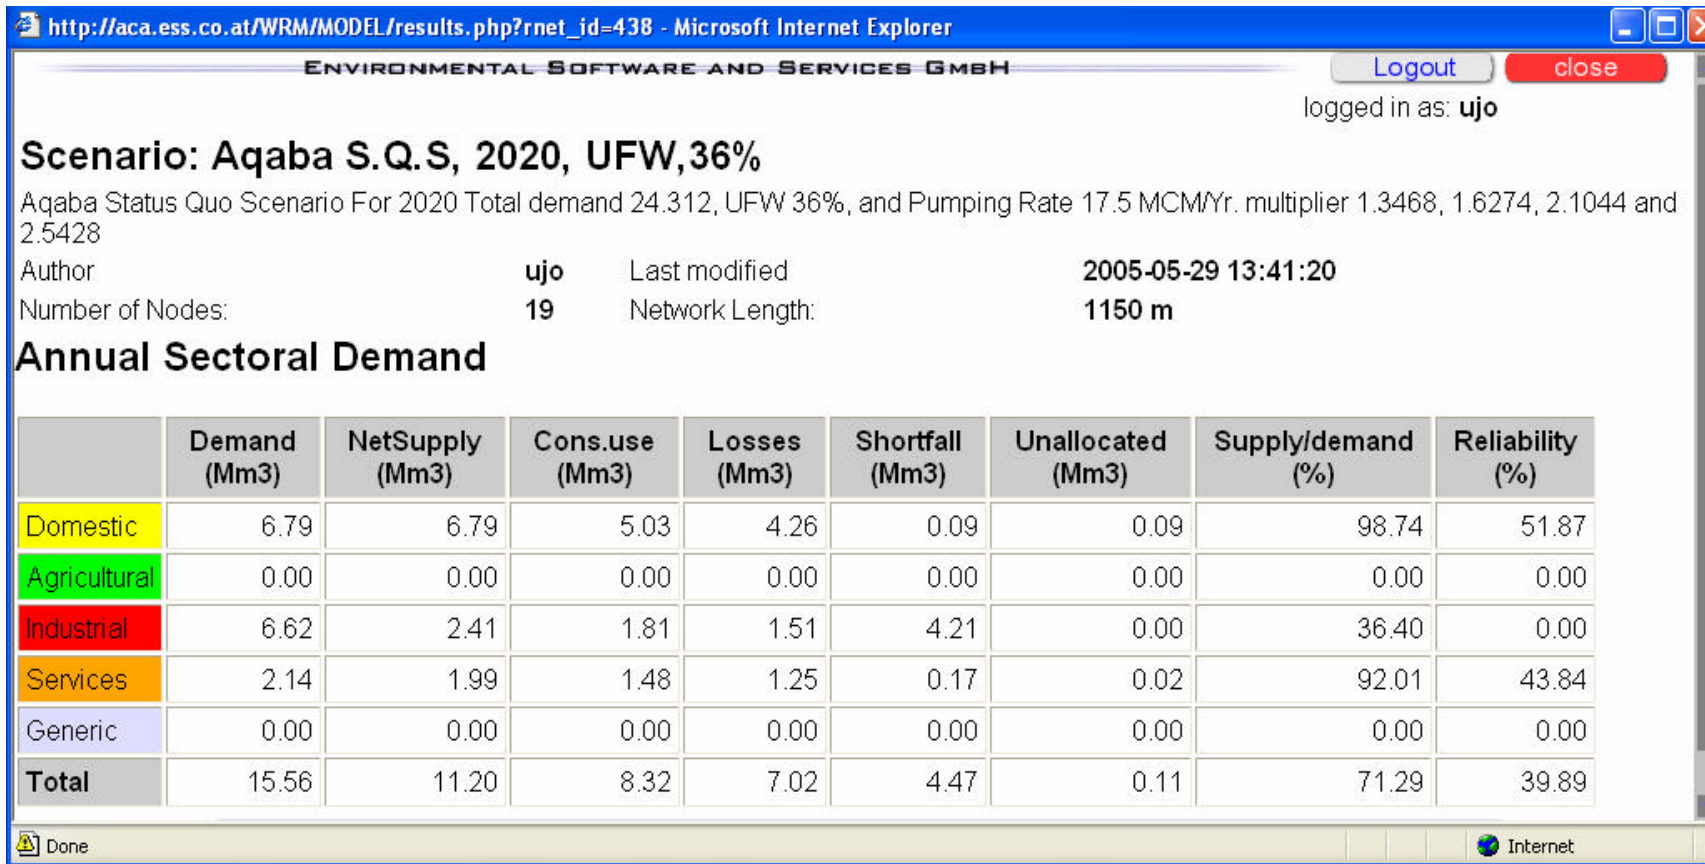 http://aca.ess.co.at/WRM/MODEL/results.php?rnet_id=438 - Microsoft Internet Explorer
ENVIRONMENTAL SOFTWARE AND SERVICES GMBH
Logout close
logged in as: ujo
Scenario: Aqaba S.Q.S, 2020, UFW,36%
Aqaba Status Quo Scenario For 2020 Total demand 24.312, UFW 36%, and Pumping Rate 17.5 MCM/Yr. multiplier 1.3468, 1.6274, 2.1044 and
2.5428
Author ujo Last modified 2005-05-29 13:41:20
Number of Nodes: 19 Network Length: 1150 m
Annual Sectoral Demand
Demand NetSupply Cons.use Losses Shortfall Unallocated Supply/demand Reliability
(Mm3) (Mm3) (Mm3) (Mm3) (Mm3) (Mm3) (%) (%)
Domestic 6.79 6.79 5.03 4.26 0.09 0.09 98.74 51.87
Agricultural 0.00 0.00 0.00 0.00 0.00 0.00 0.00 0.00
Industrial 6.62 2.41 1.81 1.51 4.21 0.00 36.40 0.00
Services 2.14 1.99 1.48 1.25 0.17 0.02 92.01 43.84
Generic 0.00 0.00 0.00 0.00 0.00 0.00 0.00 0.00
Total 15.56 11.20 8.32 7.02 4.47 0.11 71.29 39.89
Done Internet